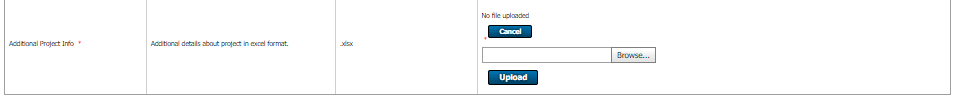 No file uploaded
Cancel
Additional Project Info *
Additional details about project in excel format.
.xlsx
*
Browse...
Upload